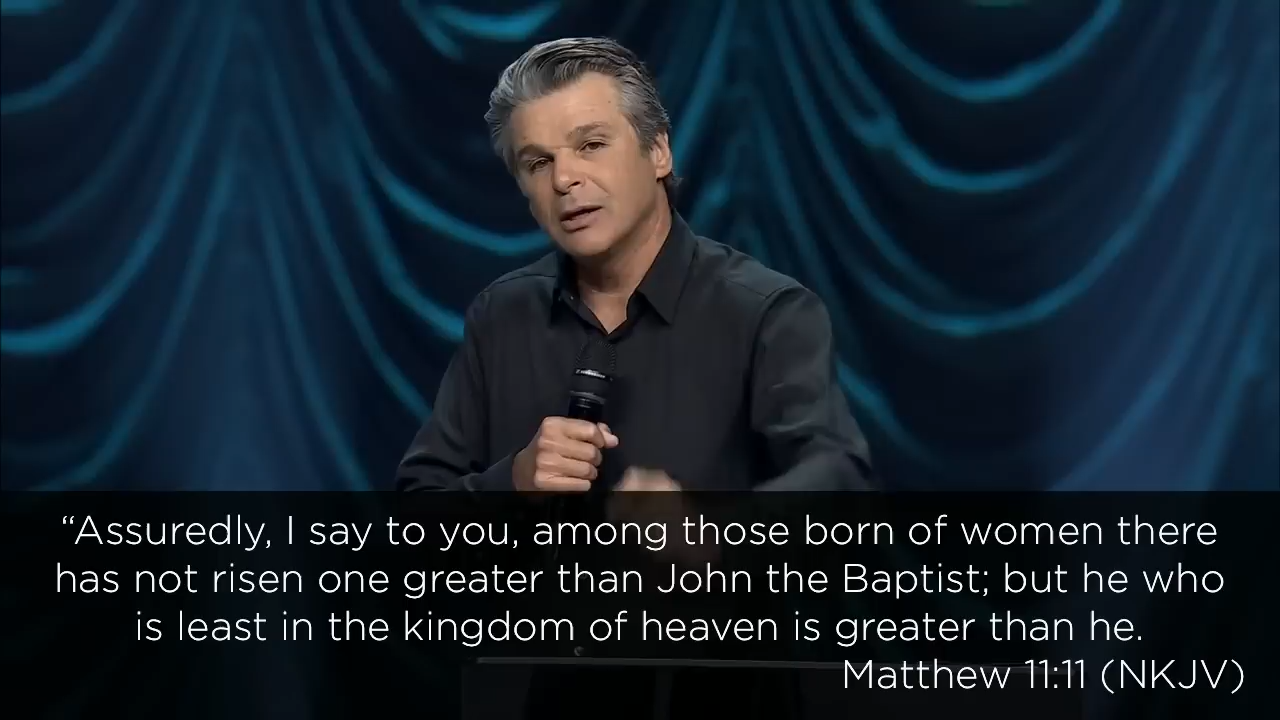 “Assuredly, I say to you, among those born of women there
has not risen one greater than John the Baptist; but he who
is least in the kingdom of heaven is greater than he.
Matthew 11:11 (NKJV)